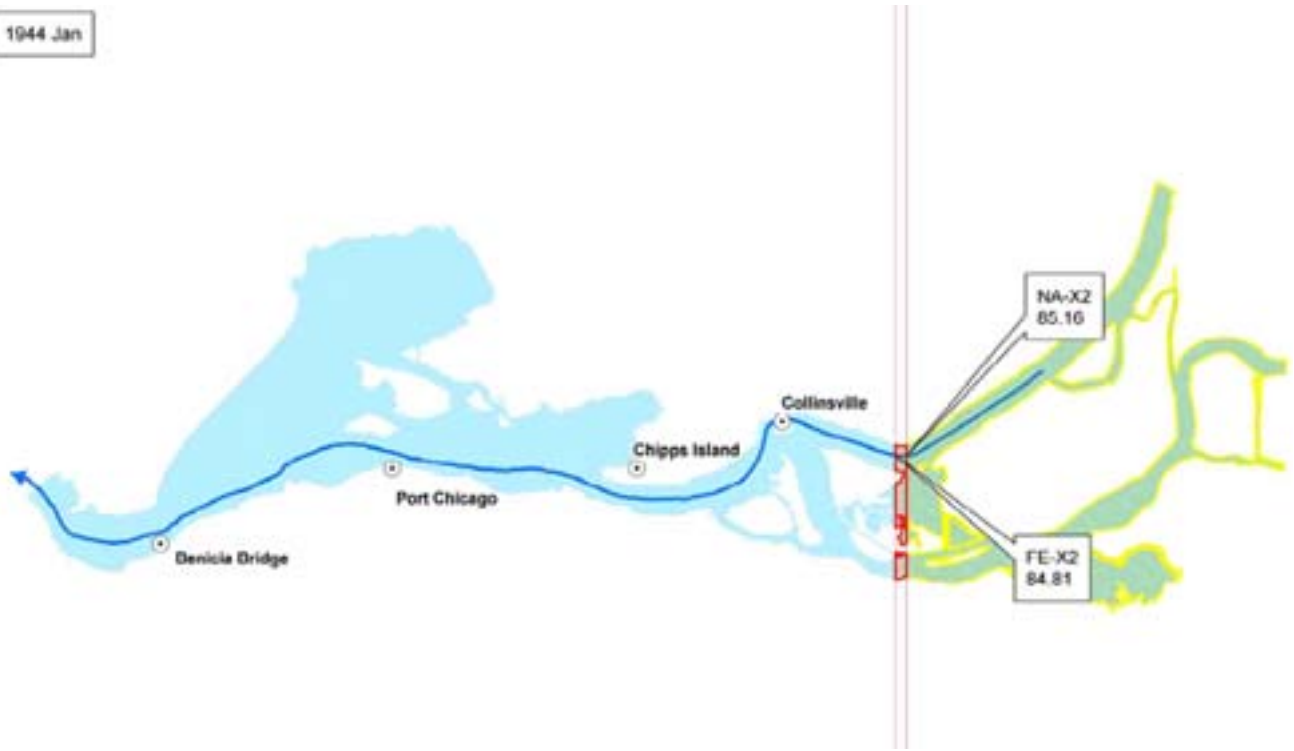 1944 Jan
NA-X2
85.16
Collinsville
Chipps Island
Port Chicago
Benicia Bridge
FE-X2
84.81